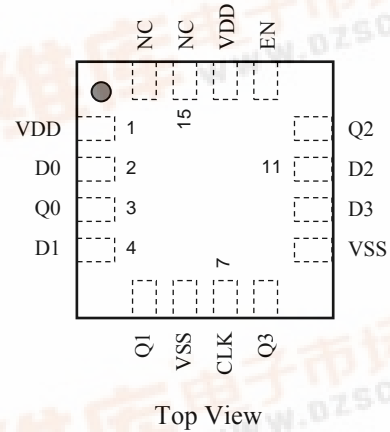 NC NC VDD EN
15
VDD 1 Q2
D0 2 11 D2
Q0 3 D3
D1 4 VSS
7
Q1 VSS CLK Q3
Top View